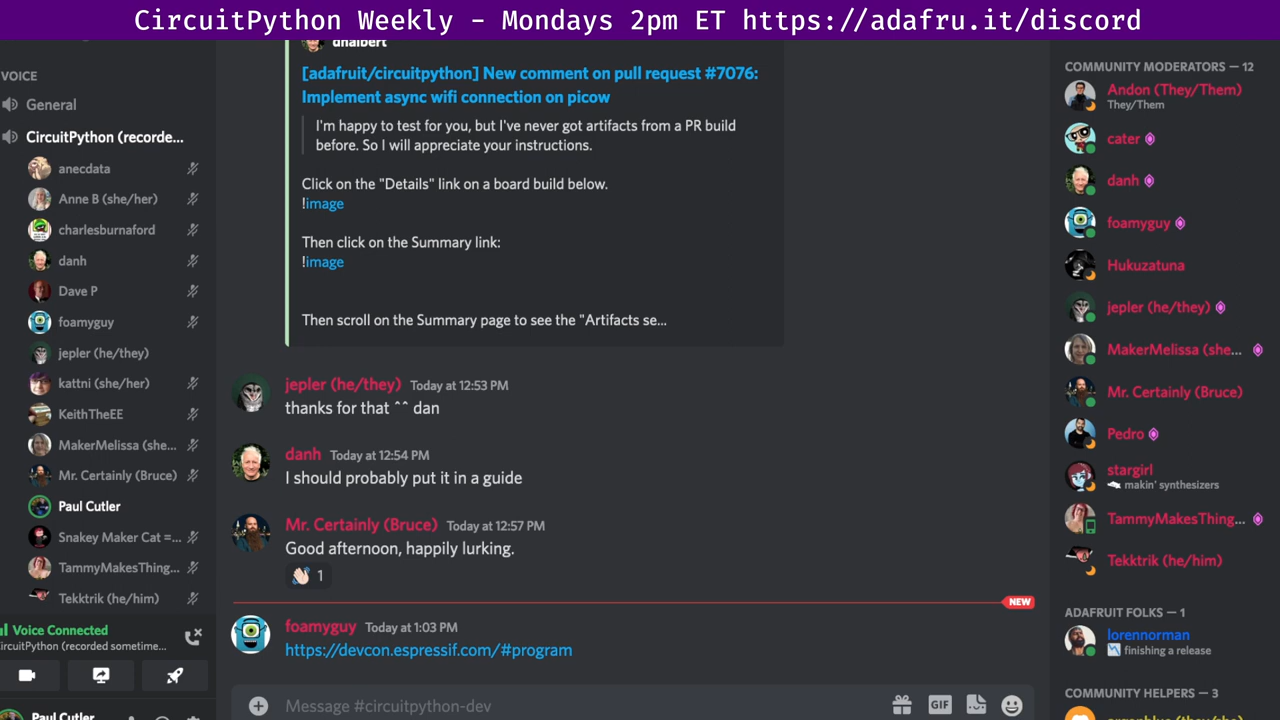 CircuitPython Weekly – Mondays 2pm ET https://adafru.it/discord
VOICE
General
CircuitPython (recorde...
anecdata
Anne B (she/her)
charlesburnaford
danh
Dave P
foamyguy
jepler (he/they)
kattni (she/her)
KeithTheEE
MakerMelissa (she...
Mr. Certainly (Bruce)
Paul Cutler
Snakey Maker Cat =...
TammyMakesThing...
Tekktrik (he/him)
Voice Connected
CircuitPython (recorded sometime...
Paul Cutler
dhalbert
[adafruit/circuitpython] New comment on pull request #7076:
Implement async wifi connection on picow
I'm happy to test for you, but I've never got artifacts from a PR build
before. So I will appreciate your instructions.
Click on the "Details" link on a board build below.
!image
Then click on the Summary link:
!image
Then scroll on the Summary page to see the "Artifacts se...
jepler (he/they) Today at 12:53 PM
thanks for that ^^ dan
danh Today at 12:54 PM
I should probably put it in a guide
Mr. Certainly (Bruce) Today at 12:57 PM
Good afternoon, happily lurking.
1
NEW
foamyguy Today at 1:03 PM
https://devcon.espressif.com/#program
Message #circuitpython-dev
GIF
COMMUNITY MODERATORS — 12
Andon (They/Them)
They/Them
cater
danh
foamyguy
Hukuzatuna
jepler (he/they)
MakerMelissa (she...
Mr. Certainly (Bruce)
Pedro
stargirl
makin' synthesizers
TammyMakesThing...
Tekktrik (he/him)
ADAFRUIT FOLKS — 1
lorennorman
finishing a release
COMMUNITY HELPERS — 3